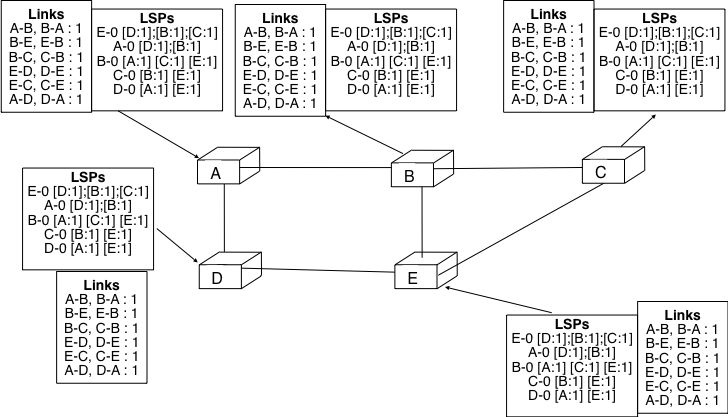 Links
A-B, B-A : 1
B-E, E-B : 1
B-C, C-B : 1
E-D, D-E : 1
E-C, C-E : 1
A-D, D-A : 1
LSPs
E-0 [D:1];[B:1];[C:1]
A-0 [D:1];[B:1]
B-0 [A:1] [C:1] [E:1]
C-0 [B:1] [E:1]
D-0 [A:1] [E:1]
Links
A-B, B-A : 1
B-E, E-B : 1
B-C, C-B : 1
E-D, D-E : 1
E-C, C-E : 1
A-D, D-A : 1
LSPs
E-0 [D:1];[B:1];[C:1]
A-0 [D:1];[B:1]
B-0 [A:1] [C:1] [E:1]
C-0 [B:1] [E:1]
D-0 [A:1] [E:1]
Links
A-B, B-A : 1
B-E, E-B : 1
B-C, C-B : 1
E-D, D-E : 1
E-C, C-E : 1
A-D, D-A : 1
LSPs
E-0 [D:1];[B:1];[C:1]
A-0 [D:1];[B:1]
B-0 [A:1] [C:1] [E:1]
C-0 [B:1] [E:1]
D-0 [A:1] [E:1]
A
B
C
LSPs
E-0 [D:1];[B:1];[C:1]
A-0 [D:1];[B:1]
B-0 [A:1] [C:1] [E:1]
C-0 [B:1] [E:1]
D-0 [A:1] [E:1]
D
E
Links
A-B, B-A : 1
B-E, E-B : 1
B-C, C-B : 1
E-D, D-E : 1
E-C, C-E : 1
A-D, D-A : 1
LSPs
E-0 [D:1];[B:1];[C:1]
A-0 [D:1];[B:1]
B-0 [A:1] [C:1] [E:1]
C-0 [B:1] [E:1]
D-0 [A:1] [E:1]
Links
A-B, B-A : 1
B-E, E-B : 1
B-C, C-B : 1
E-D, D-E : 1
E-C, C-E : 1
A-D, D-A : 1